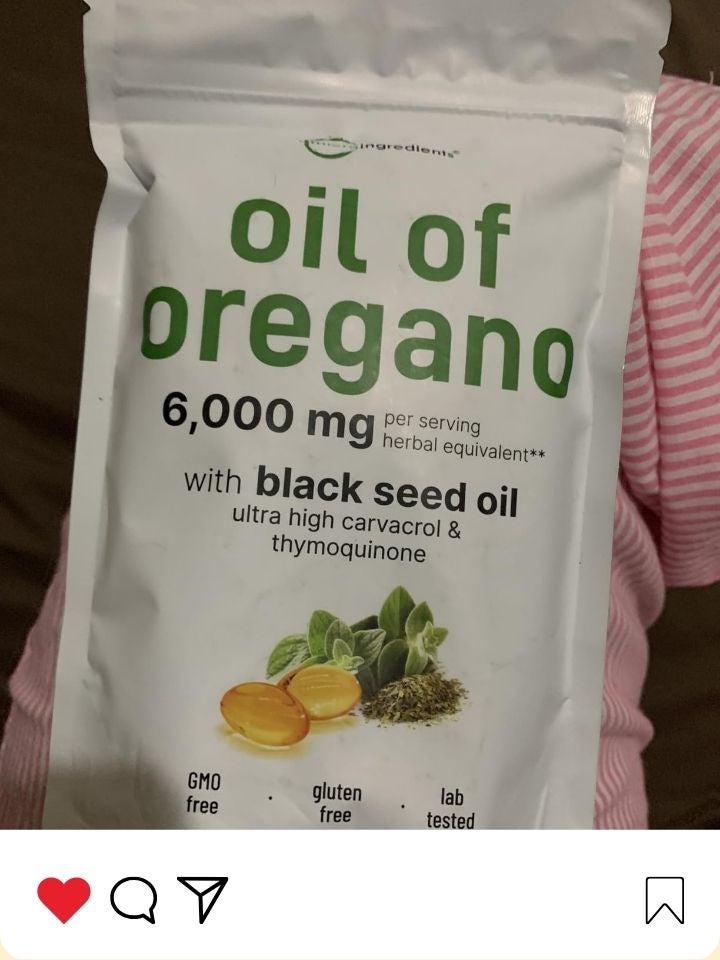 microingredients
oil of
oregano
6,000 mg per serving
herbal equivalent**
with black seed oil
ultra high carvacrol &
thymoquinone
GMO
free
·
gluten
free
·
lab
tested